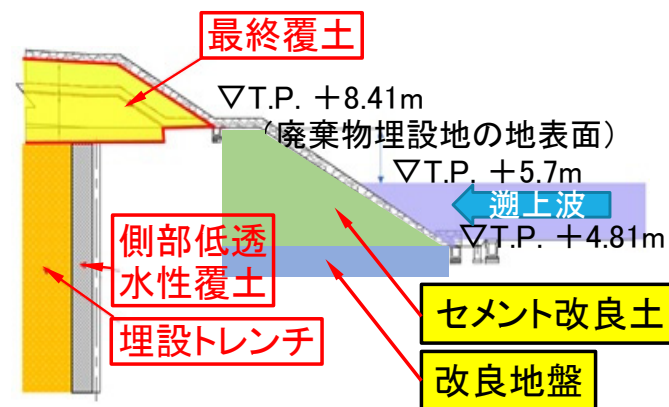 最終覆土
▽T.P. +8.41m
(廃棄物埋設地の地表面)
▽T.P. +5.7m
遡上波
▽T.P. +4.81m
側部低透
水性覆土
埋設トレンチ
セメント改良土
改良地盤